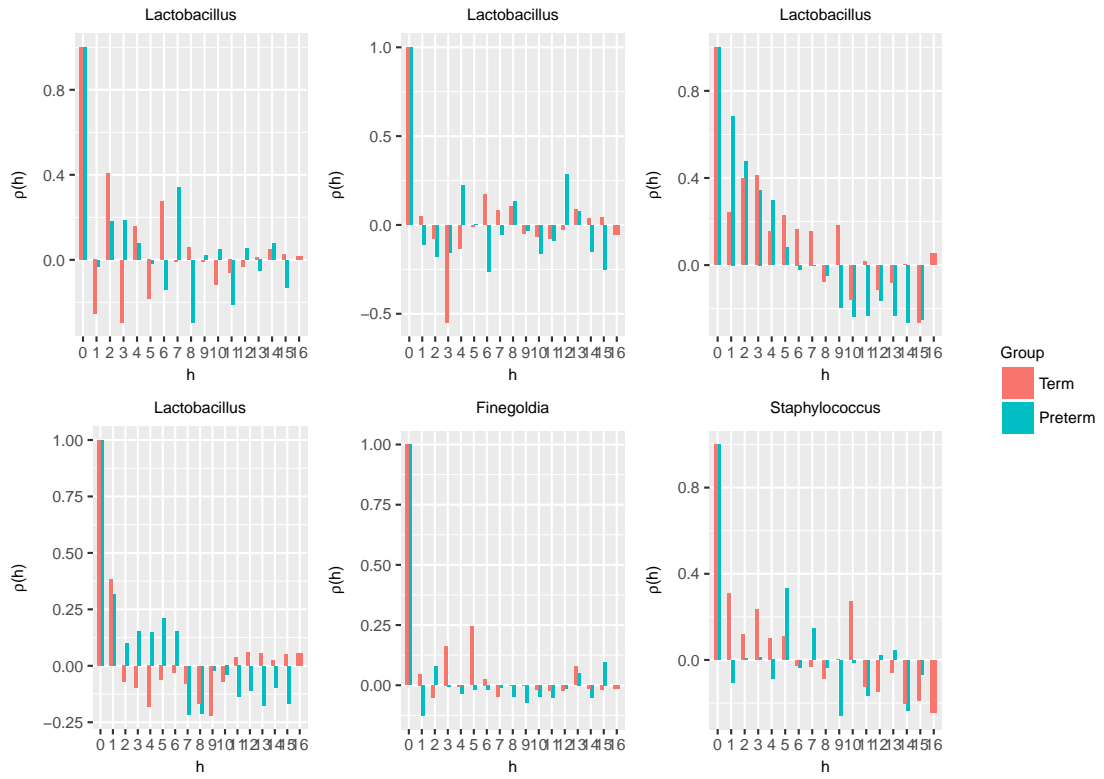 Lactobacillus Lactobacillus Lactobacillus
0.8
0.4
0.0
ρ(h)
0 1 2 3 4 5 6 7 8 9 10 11 12 13 14 15 16
h
1.0
0.5
0.0
−0.5
ρ(h)
0 1 2 3 4 5 6 7 8 9 10 11 12 13 14 15 16
h
0.8
0.4
0.0
ρ(h)
0 1 2 3 4 5 6 7 8 9 10 11 12 13 14 15 16
h
Group
Term
Preterm
Lactobacillus Finegoldia Staphylococcus
1.00
0.75
0.50
0.25
0.00
−0.25
ρ(h)
0 1 2 3 4 5 6 7 8 9 10 11 12 13 14 15 16
h
1.00
0.75
0.50
0.25
0.00
ρ(h)
0 1 2 3 4 5 6 7 8 9 10 11 12 13 14 15 16
h
0.8
0.4
0.0
ρ(h)
0 1 2 3 4 5 6 7 8 9 10 11 12 13 14 15 16
h